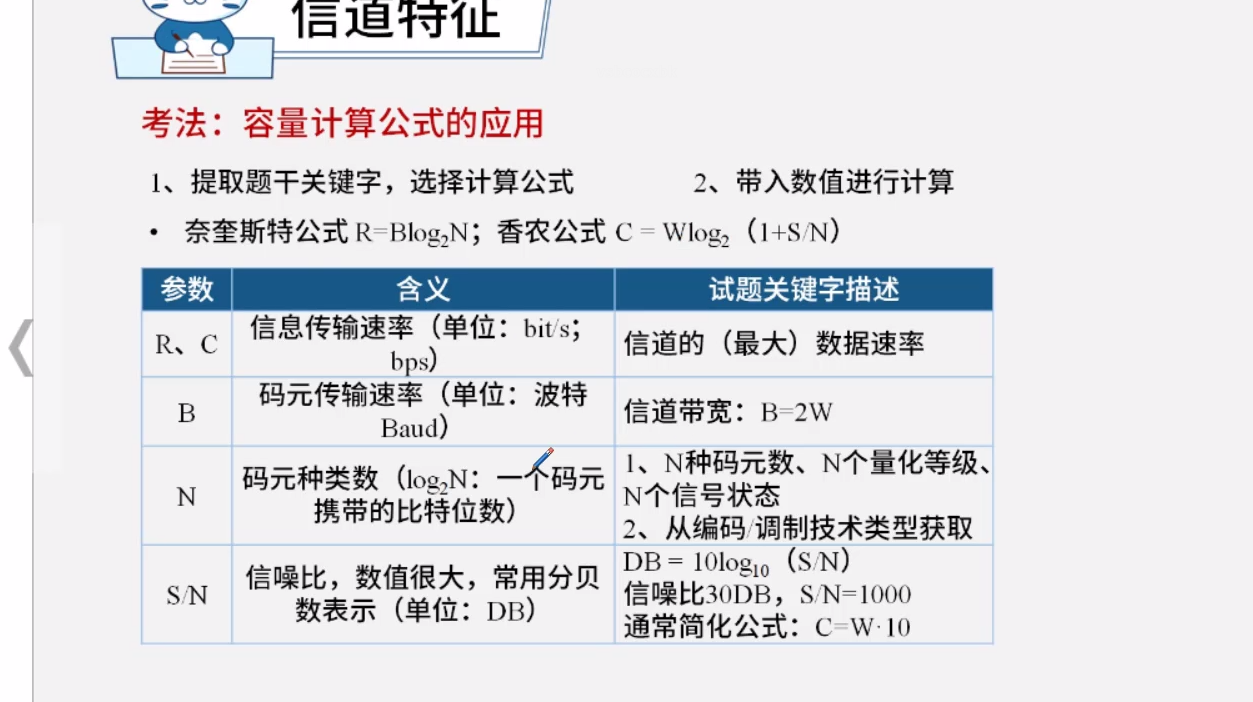 信道特征
考法：容量计算公式的应用
1、提取题干关键字，选择计算公式 2、带入数值进行计算
• 奈奎斯特公式 R=Blog₂N；香农公式 C = Wlog₂（1+S/N）
参数 含义 试题关键字描述
R、C 信息传输速率（单位：bit/s；
bps） 信道的（最大）数据速率
B 码元传输速率（单位：波特
Baud） 信道带宽：B=2W
N 码元种类数（log₂N：一个码元
携带的比特位数）
1、N种码元数、N个量化等级、
N个信号状态
2、从编码/调制技术类型获取
S/N 信噪比，数值很大，常用分贝
数表示（单位：DB）
DB = 10log₁₀（S/N）
信噪比30DB，S/N=1000
通常简化公式：C=W·10